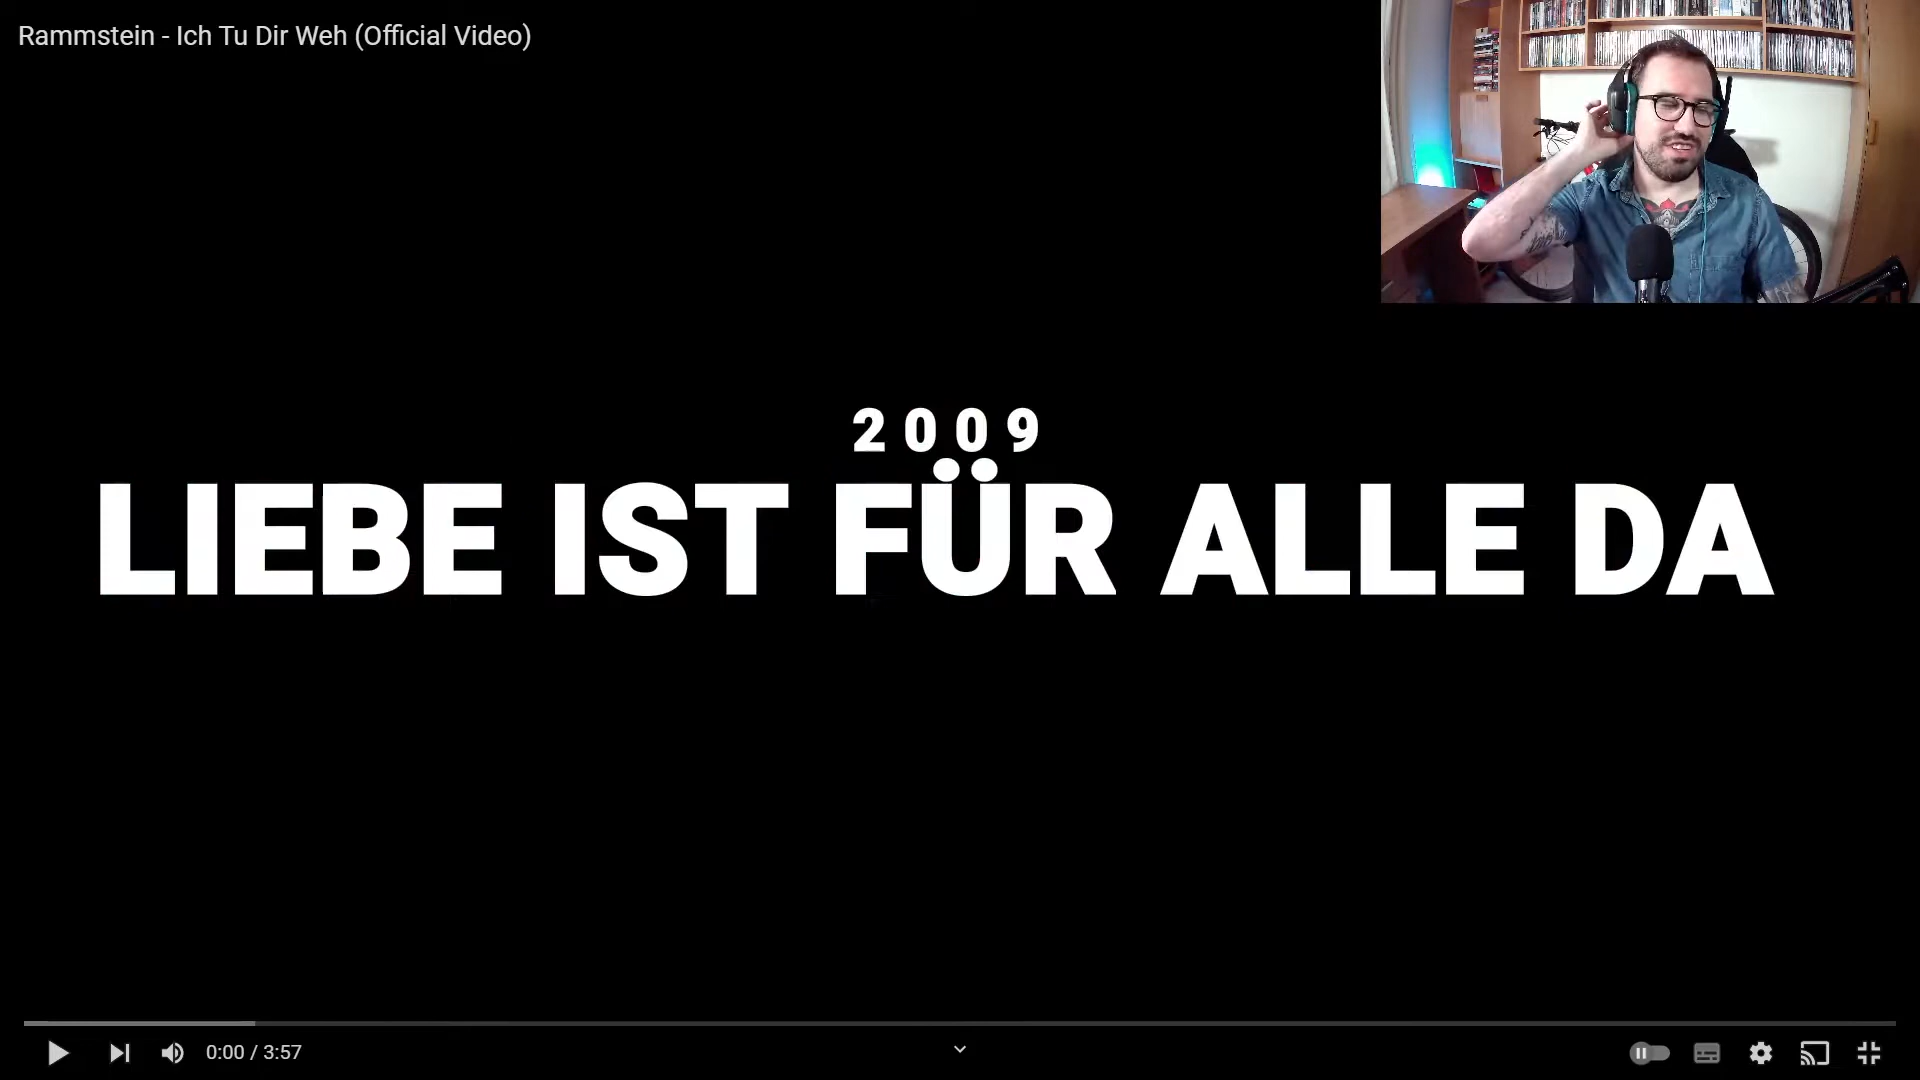 Rammstein - Ich Tu Dir Weh (Official Video)
2009
LIEBE IST FÜR ALLE DA
0:00 / 3:57